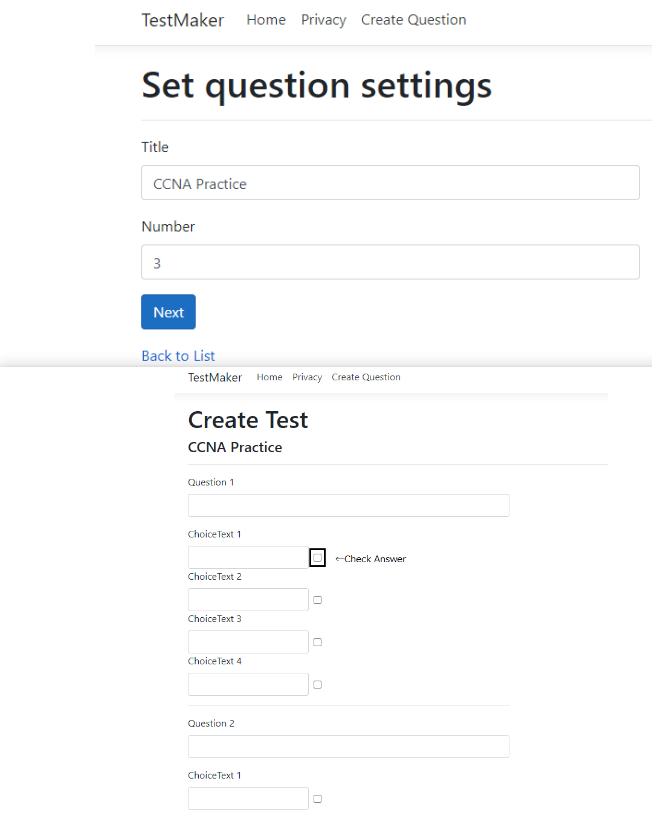 TestMaker Home Privacy Create Question
Set question settings
Title
CCNA Practice
Number
3
Next
Back to List
TestMaker Home Privacy Create Question
Create Test
CCNA Practice
Question 1
ChoiceText 1
←Check Answer
ChoiceText 2
ChoiceText 3
ChoiceText 4
Question 2
ChoiceText 1